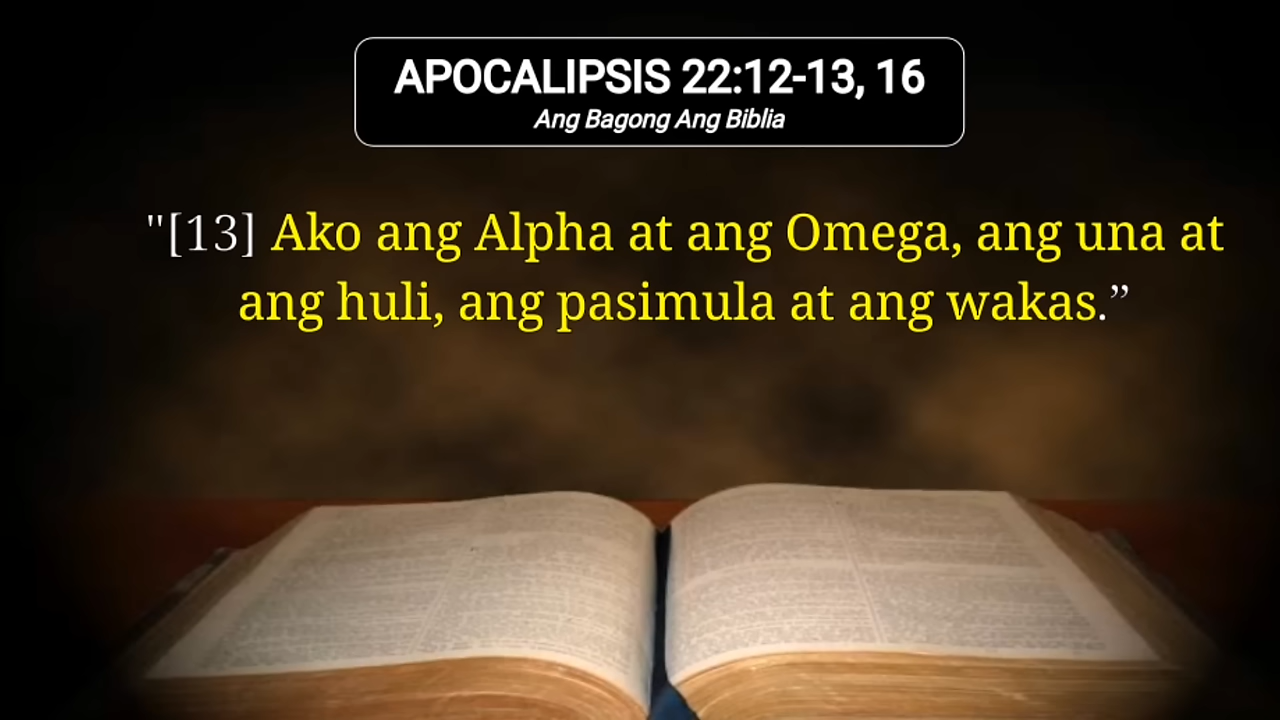 APOCALIPSIS 22:12-13, 16
Ang Bagong Ang Biblia
"[13] Ako ang Alpha at ang Omega, ang una at
ang huli, ang pasimula at ang wakas.”